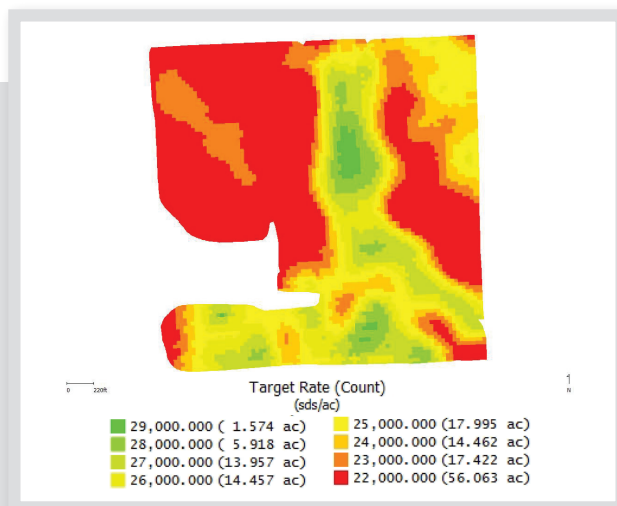 0 220ft
N
Target Rate (Count)
(sds/ac)
29,000.000 ( 1.574 ac)
28,000.000 ( 5.918 ac)
27,000.000 (13.957 ac)
26,000.000 (14.457 ac)
25,000.000 (17.995 ac)
24,000.000 (14.462 ac)
23,000.000 (17.422 ac)
22,000.000 (56.063 ac)